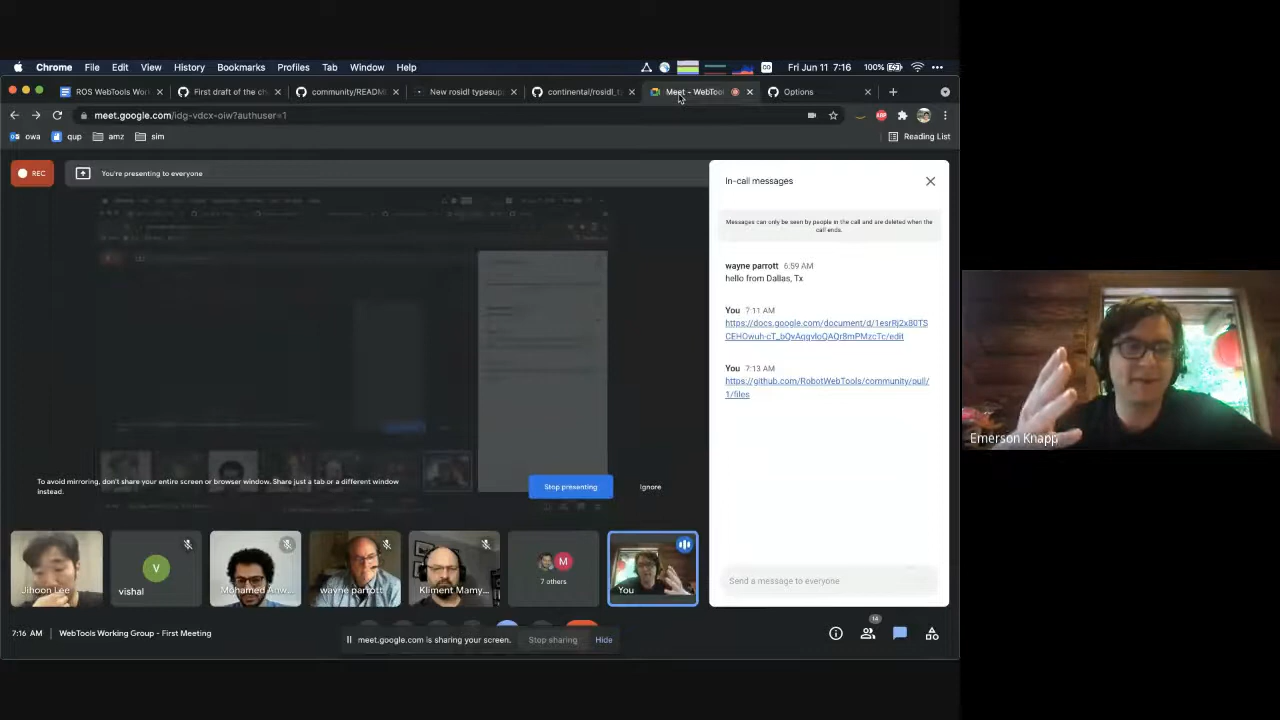 Chrome File Edit View History Bookmarks Profiles Tab Window Help
Fri Jun 11 7:16 100%
ROS WebTools Wor
First draft of the ch
community/READM
New rosidl typesup
continental/rosidl_t
Meet - WebTool
Options
meet.google.com/idg-vdcx-oiw?authuser=1
owa qup amz sim
Reading List
REC
You're presenting to everyone
In-call messages
Messages can only be seen by people in the call and are deleted when the
call ends.
wayne parrott 6:59 AM
hello from Dallas, Tx
You 7:11 AM
https://docs.google.com/document/d/1esrRj2x80TS
CEHOwuh-cT_bQvAqgvloQAQr8mPMzcTc/edit
You 7:13 AM
https://github.com/RobotWebTools/community/pull/
1/files
To avoid mirroring, don't share your entire screen or browser window. Share just a tab or a different window
instead.
Stop presenting
Ignore
Jihoon Lee
V
vishal
Mohamed Anw...
wayne parrott
Kliment Mamy...
M
7 others
You
Send a message to everyone
7:16 AM | WebTools Working Group - First Meeting
meet.google.com is sharing your screen.
Stop sharing
Hide
14
Emerson Knapp